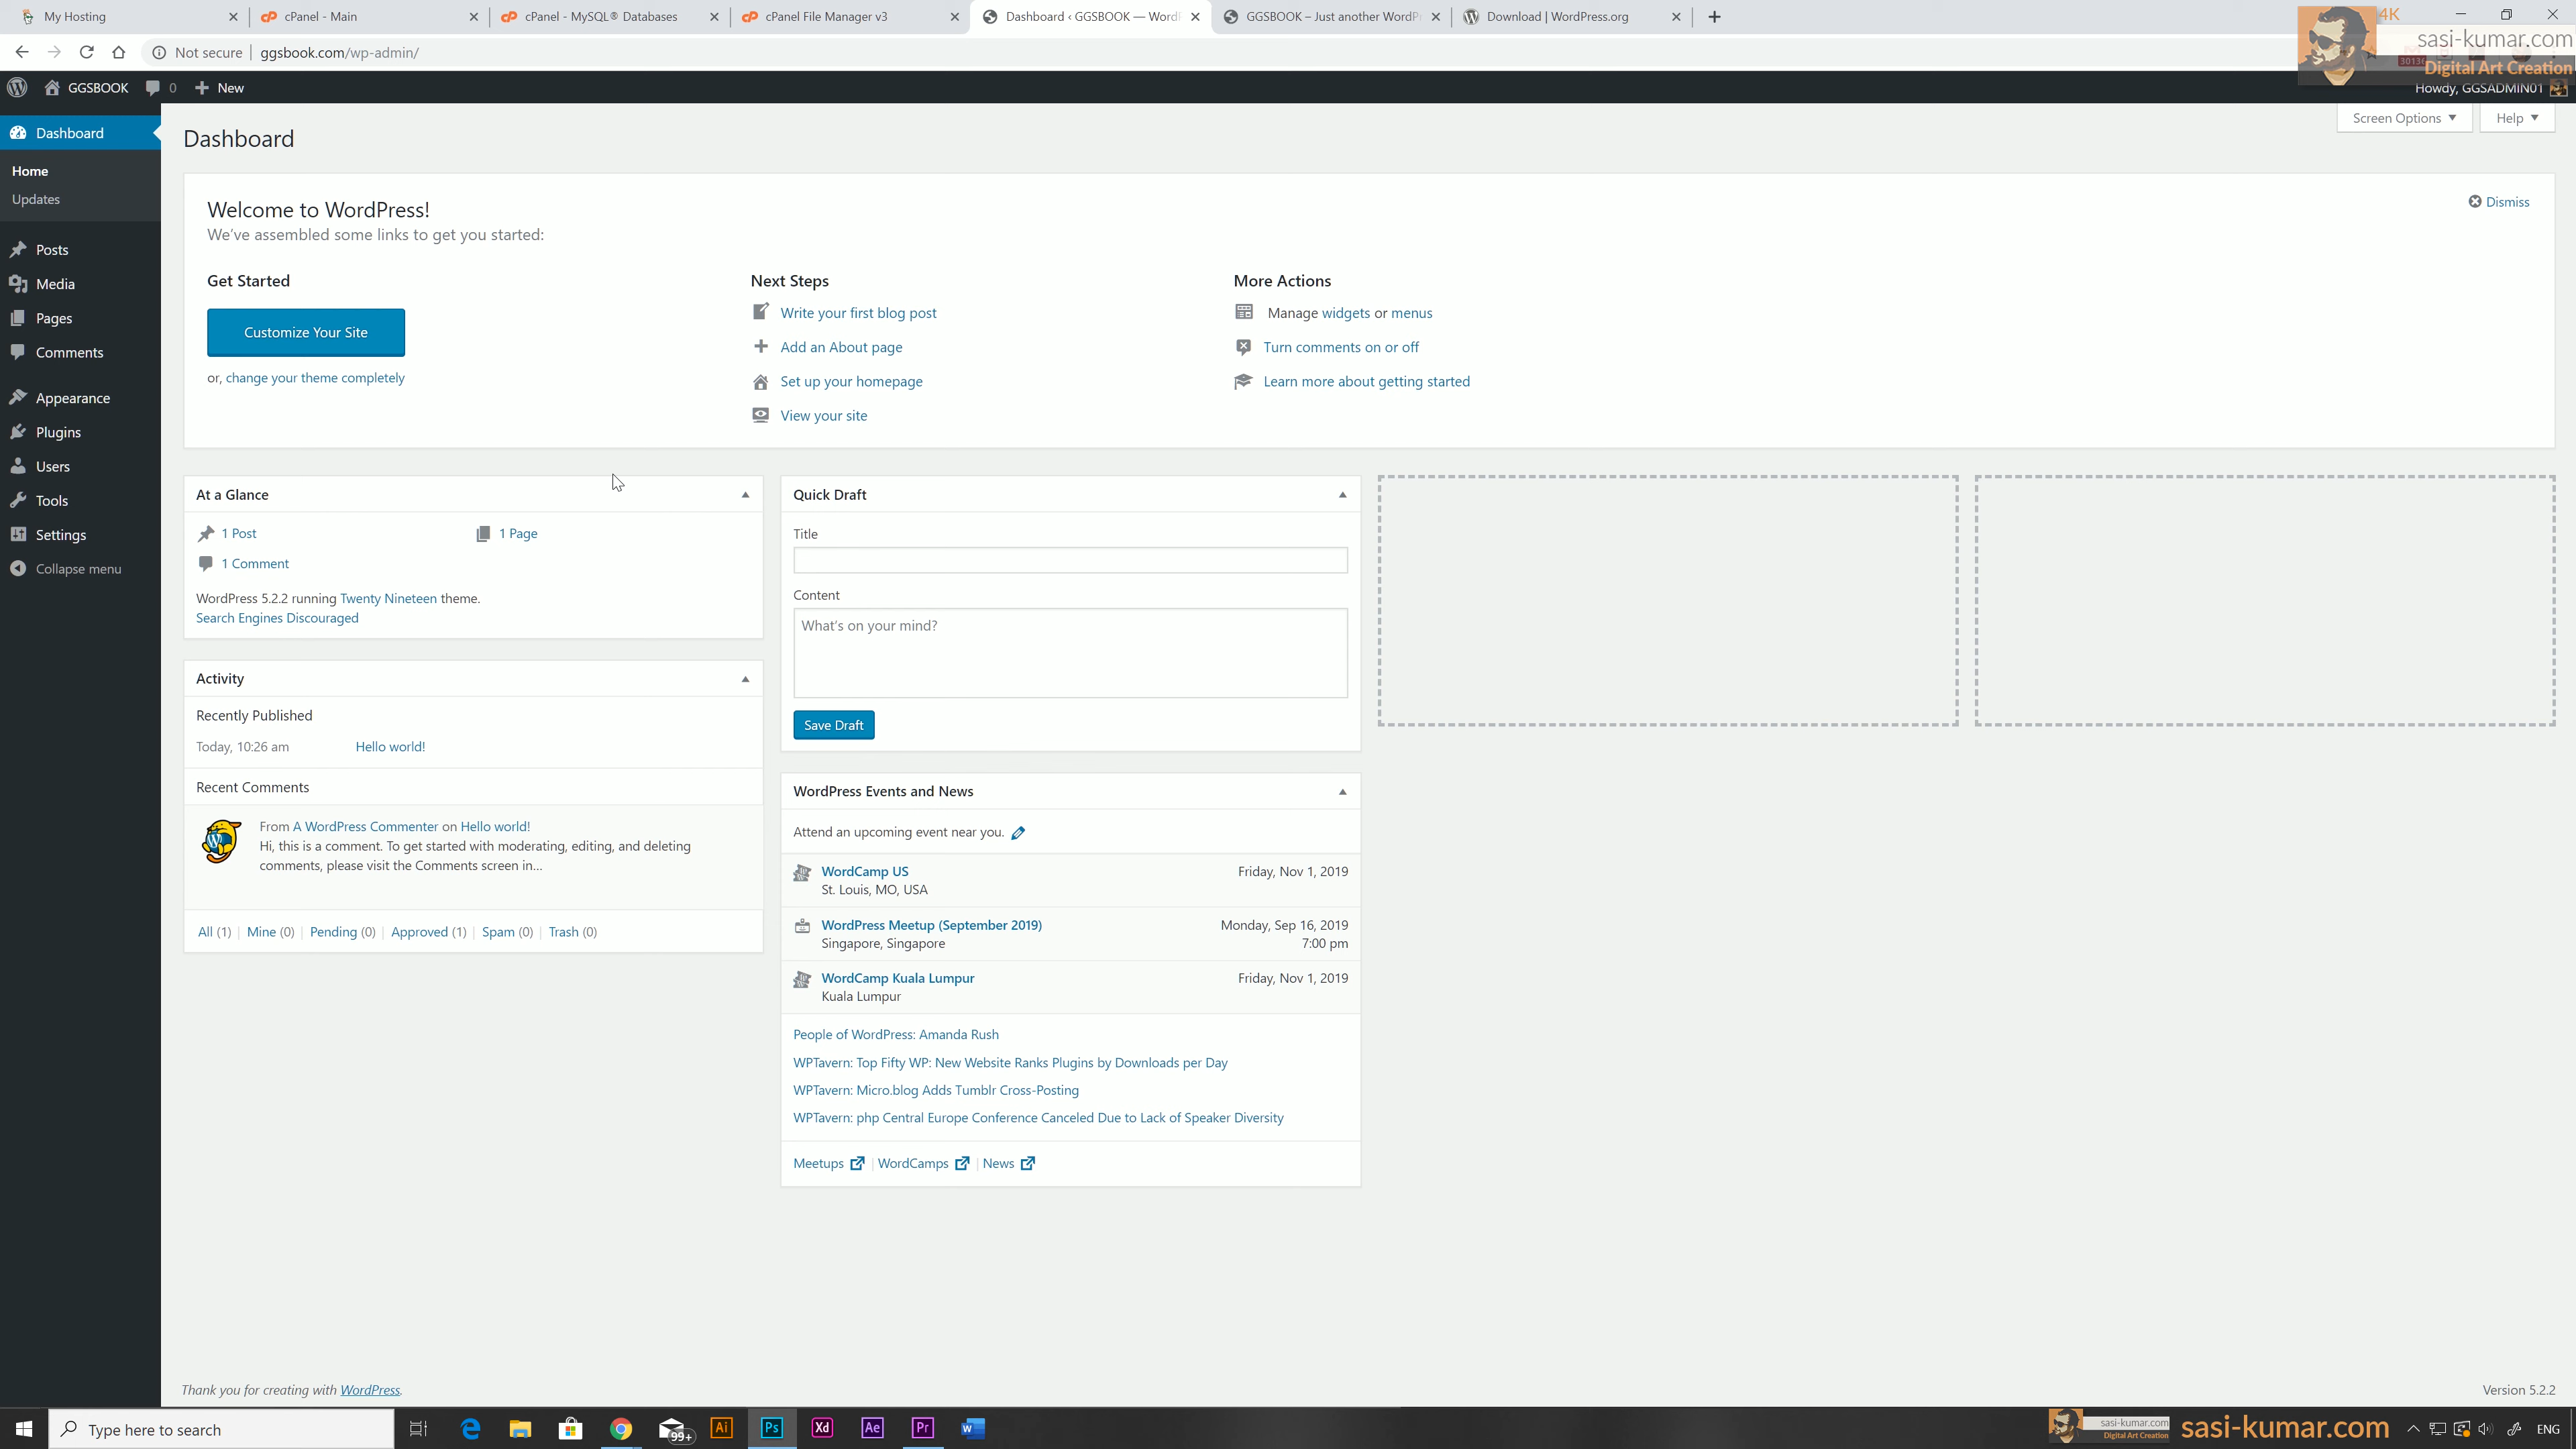 My Hosting
cPanel - Main
cPanel - MySQL® Databases
cPanel File Manager v3
Dashboard ‹ GGSBOOK — WordP
GGSBOOK – Just another WordPr
Download | WordPress.org
4K
Not secure
ggsbook.com/wp-admin/
sasi-kumar.com
Digital Art Creation
GGSBOOK
0
New
Howdy, GGSADMIN01
Dashboard
Home
Updates
Posts
Media
Pages
Comments
Appearance
Plugins
Users
Tools
Settings
Collapse menu
Dashboard
Screen Options
Help
Welcome to WordPress!
We've assembled some links to get you started:
Dismiss
Get Started
Customize Your Site
or, change your theme completely
Next Steps
Write your first blog post
Add an About page
Set up your homepage
View your site
More Actions
Manage widgets or menus
Turn comments on or off
Learn more about getting started
At a Glance
1 Post
1 Page
1 Comment
WordPress 5.2.2 running Twenty Nineteen theme.
Search Engines Discouraged
Activity
Recently Published
Today, 10:26 am
Hello world!
Recent Comments
From A WordPress Commenter on Hello world!
Hi, this is a comment. To get started with moderating, editing, and deleting
comments, please visit the Comments screen in…
All (1) | Mine (0) | Pending (0) | Approved (1) | Spam (0) | Trash (0)
Quick Draft
Title
Content
What's on your mind?
Save Draft
WordPress Events and News
Attend an upcoming event near you.
WordCamp US
Friday, Nov 1, 2019
St. Louis, MO, USA
WordPress Meetup (September 2019)
Monday, Sep 16, 2019
Singapore, Singapore
7:00 pm
WordCamp Kuala Lumpur
Friday, Nov 1, 2019
Kuala Lumpur
People of WordPress: Amanda Rush
WPTavern: Top Fifty WP: New Website Ranks Plugins by Downloads per Day
WPTavern: Micro.blog Adds Tumblr Cross-Posting
WPTavern: php Central Europe Conference Canceled Due to Lack of Speaker Diversity
Meetups | WordCamps | News
Thank you for creating with WordPress.
Version 5.2.2
Type here to search
99+
Ai
Ps
Xd
Ae
Pr
W
sasi-kumar.com
Digital Art Creation
sasi-kumar.com
ENG